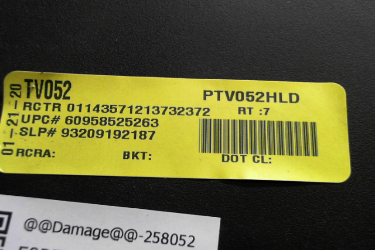 01-21-20
TV052 PTV052HLD
RCTR 01143571213732372 RT :7
UPC# 60958525263
SLP# 93209192187
RCRA: BKT: DOT CL:
@@Damage@@-258052